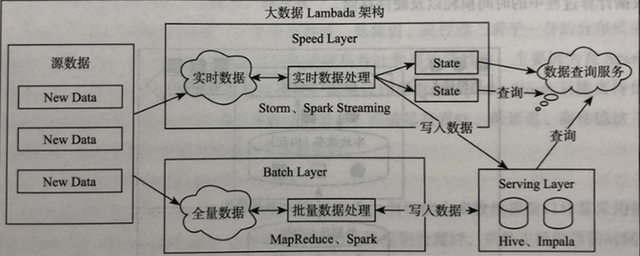 大数据 Lambada 架构
源数据
New Data
New Data
New Data
Speed Layer
实时数据
实时数据处理
State
State
数据查询服务
查询
Storm、Spark Streaming
写入数据
查询
Batch Layer
全量数据
批量数据处理
写入数据
MapReduce、Spark
Serving Layer
Hive、Impala